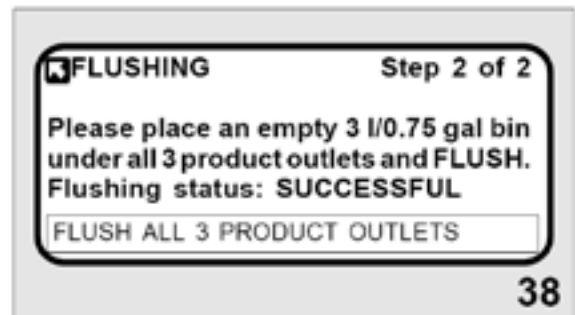 FLUSHING Step 2 of 2
Please place an empty 3 l/0.75 gal bin
under all 3 product outlets and FLUSH.
Flushing status: SUCCESSFUL
FLUSH ALL 3 PRODUCT OUTLETS
38